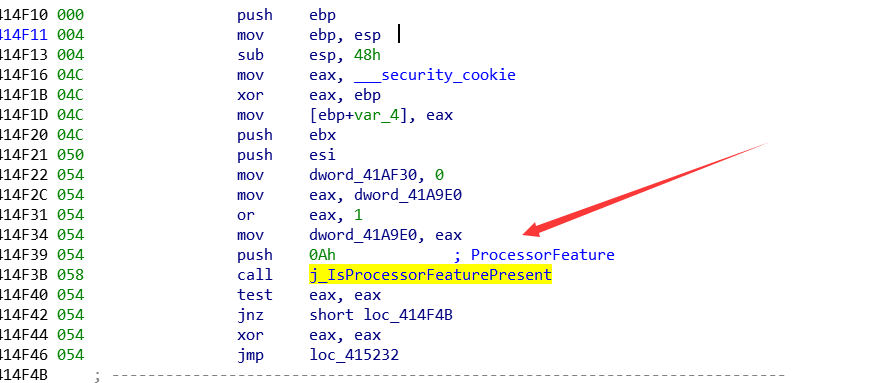 414F10 000 push ebp
414F11 004 mov ebp, esp
414F13 004 sub esp, 48h
414F16 04C mov eax, ___security_cookie
414F1B 04C xor eax, ebp
414F1D 04C mov [ebp+var_4], eax
414F20 04C push ebx
414F21 050 push esi
414F22 054 mov dword_41AF30, 0
414F2C 054 mov eax, dword_41A9E0
414F31 054 or eax, 1
414F34 054 mov dword_41A9E0, eax
414F39 054 push 0Ah ; ProcessorFeature
414F3B 058 call j_IsProcessorFeaturePresent
414F40 054 test eax, eax
414F42 054 jnz short loc_414F4B
414F44 054 xor eax, eax
414F46 054 jmp loc_415232
414F4B ; ---------------------------------------------------------------------------